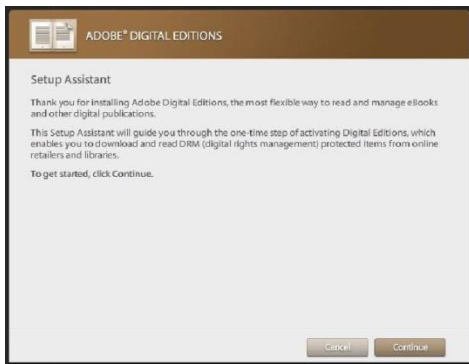 ADOBE® DIGITAL EDITIONS
Setup Assistant
Thank you for installing Adobe Digital Editions, the most flexible way to read and manage eBooks
and other digital publications.
This Setup Assistant will guide you through the one-time step of activating Digital Editions, which
enables you to download and read DRM (digital rights management) protected items from online
retailers and libraries.
To get started, click Continue.
Cancel Continue